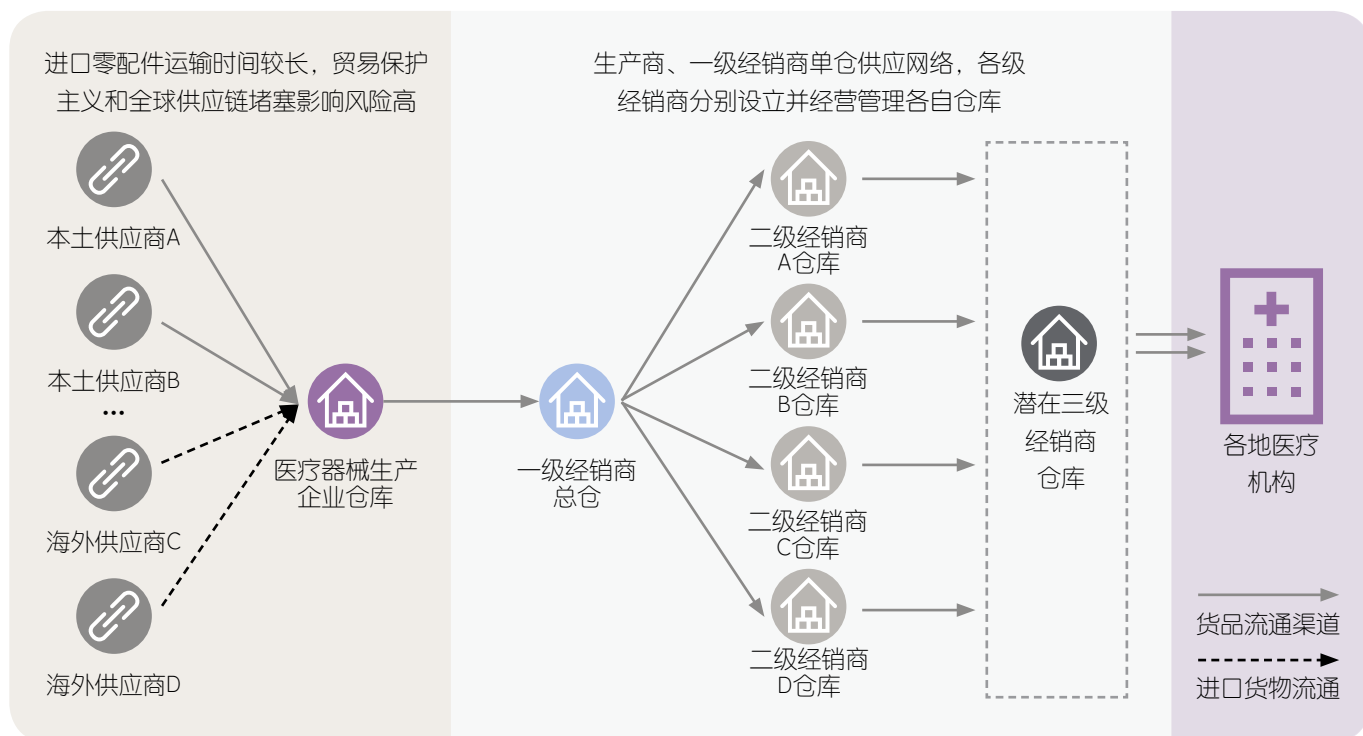 进口零配件运输时间较长，贸易保护
主义和全球供应链堵塞影响风险高
本土供应商A
本土供应商B
...
海外供应商C
海外供应商D
医疗器械生产
企业仓库
生产商、一级经销商单仓供应网络，各级
经销商分别设立并经营管理各自仓库
一级经销商
总仓
二级经销商
A仓库
二级经销商
B仓库
二级经销商
C仓库
二级经销商
D仓库
潜在三级
经销商
仓库
各地医疗
机构
货品流通渠道
进口货物流通